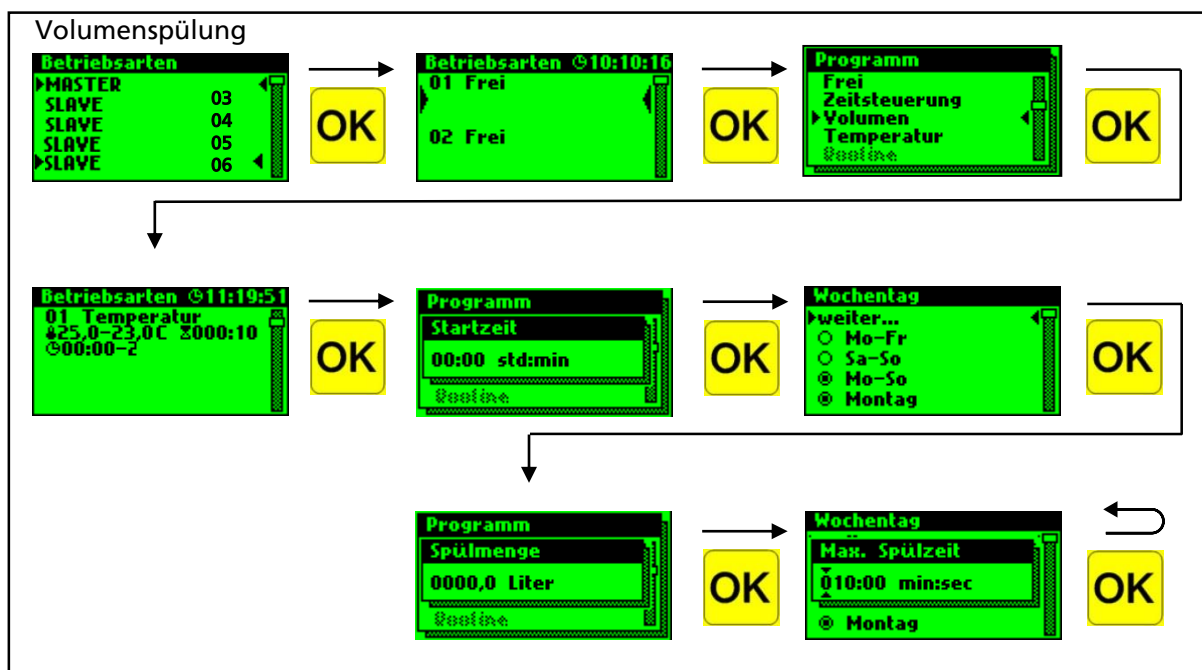 Volumenspülung
Betriebsarten
MASTER
SLAVE 03
SLAVE 04
SLAVE 05
SLAVE 06
OK
Betriebsarten 10:10:16
01 Frei
02 Frei
OK
Programm
Frei
Zeitsteuerung
Volumen
Temperatur
Routine
OK
Betriebsarten 11:19:51
01 Temperatur
25,0-23,0C 000:10
00:00-2
OK
Programm
Startzeit
00:00 std:min
Routine
OK
Wochentag
weiter...
Mo-Fr
Sa-So
Mo-So
Montag
OK
Programm
Spülmenge
0000,0 Liter
Routine
OK
Wochentag
Max. Spülzeit
010:00 min:sec
Montag
OK